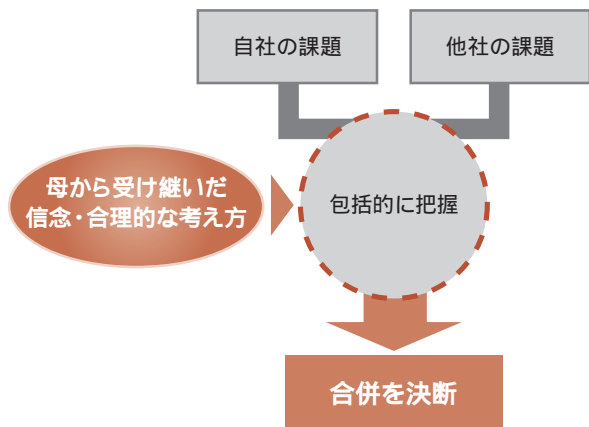 自社の課題
他社の課題
母から受け継いだ
信念・合理的な考え方
包括的に把握
合併を決断